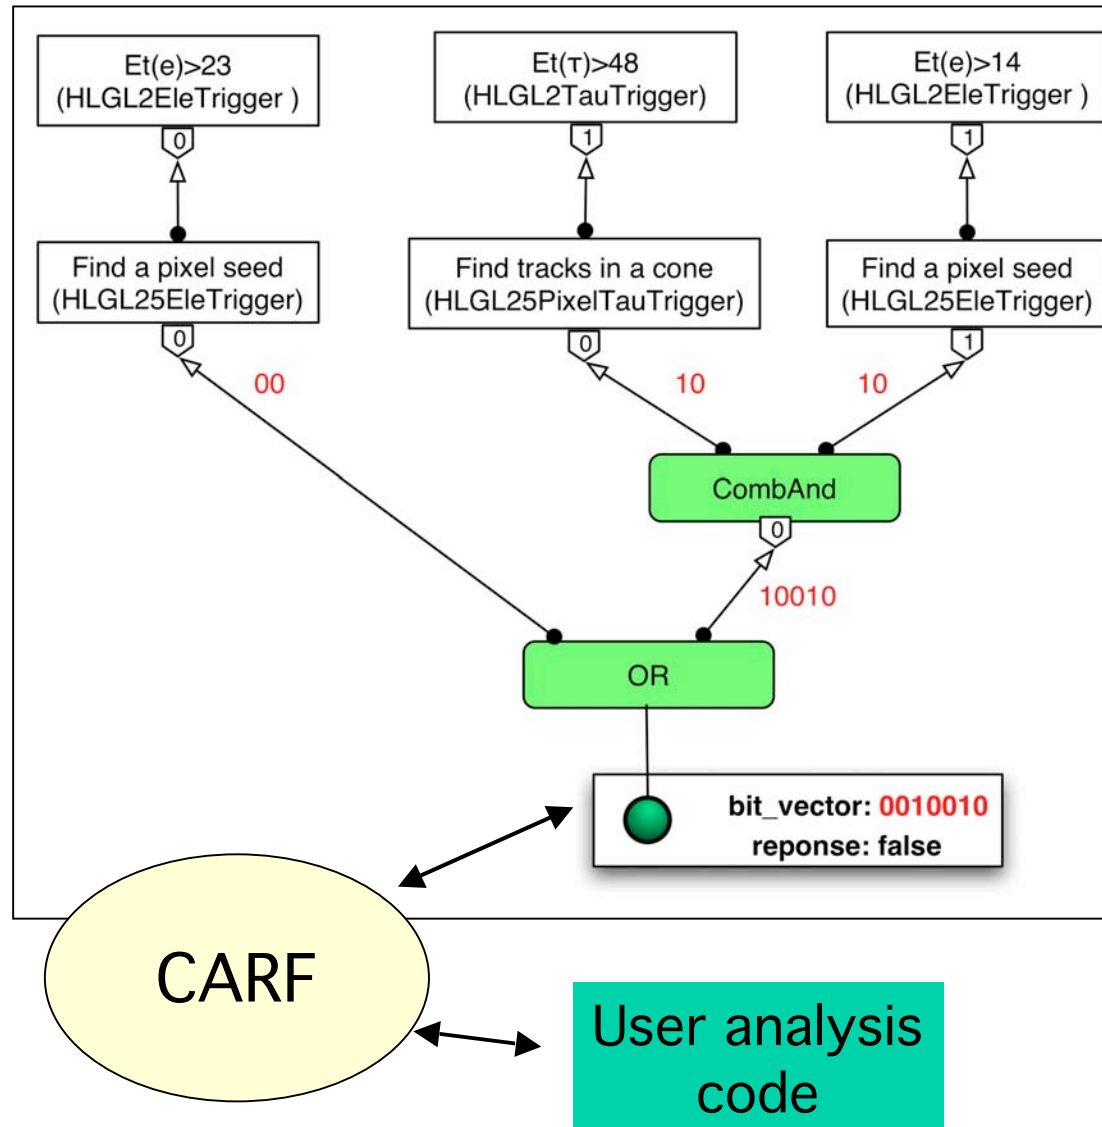 Et(e)>23
(HLGL2EleTrigger )
0
Et(τ)>48
(HLGL2TauTrigger)
1
Et(e)>14
(HLGL2EleTrigger )
1
Find a pixel seed
(HLGL25EleTrigger)
0
Find tracks in a cone
(HLGL25PixelTauTrigger)
0
Find a pixel seed
(HLGL25EleTrigger)
1
00
10
10
CombAnd
0
10010
OR
bit_vector: 0010010
reponse: false
CARF
User analysis
code